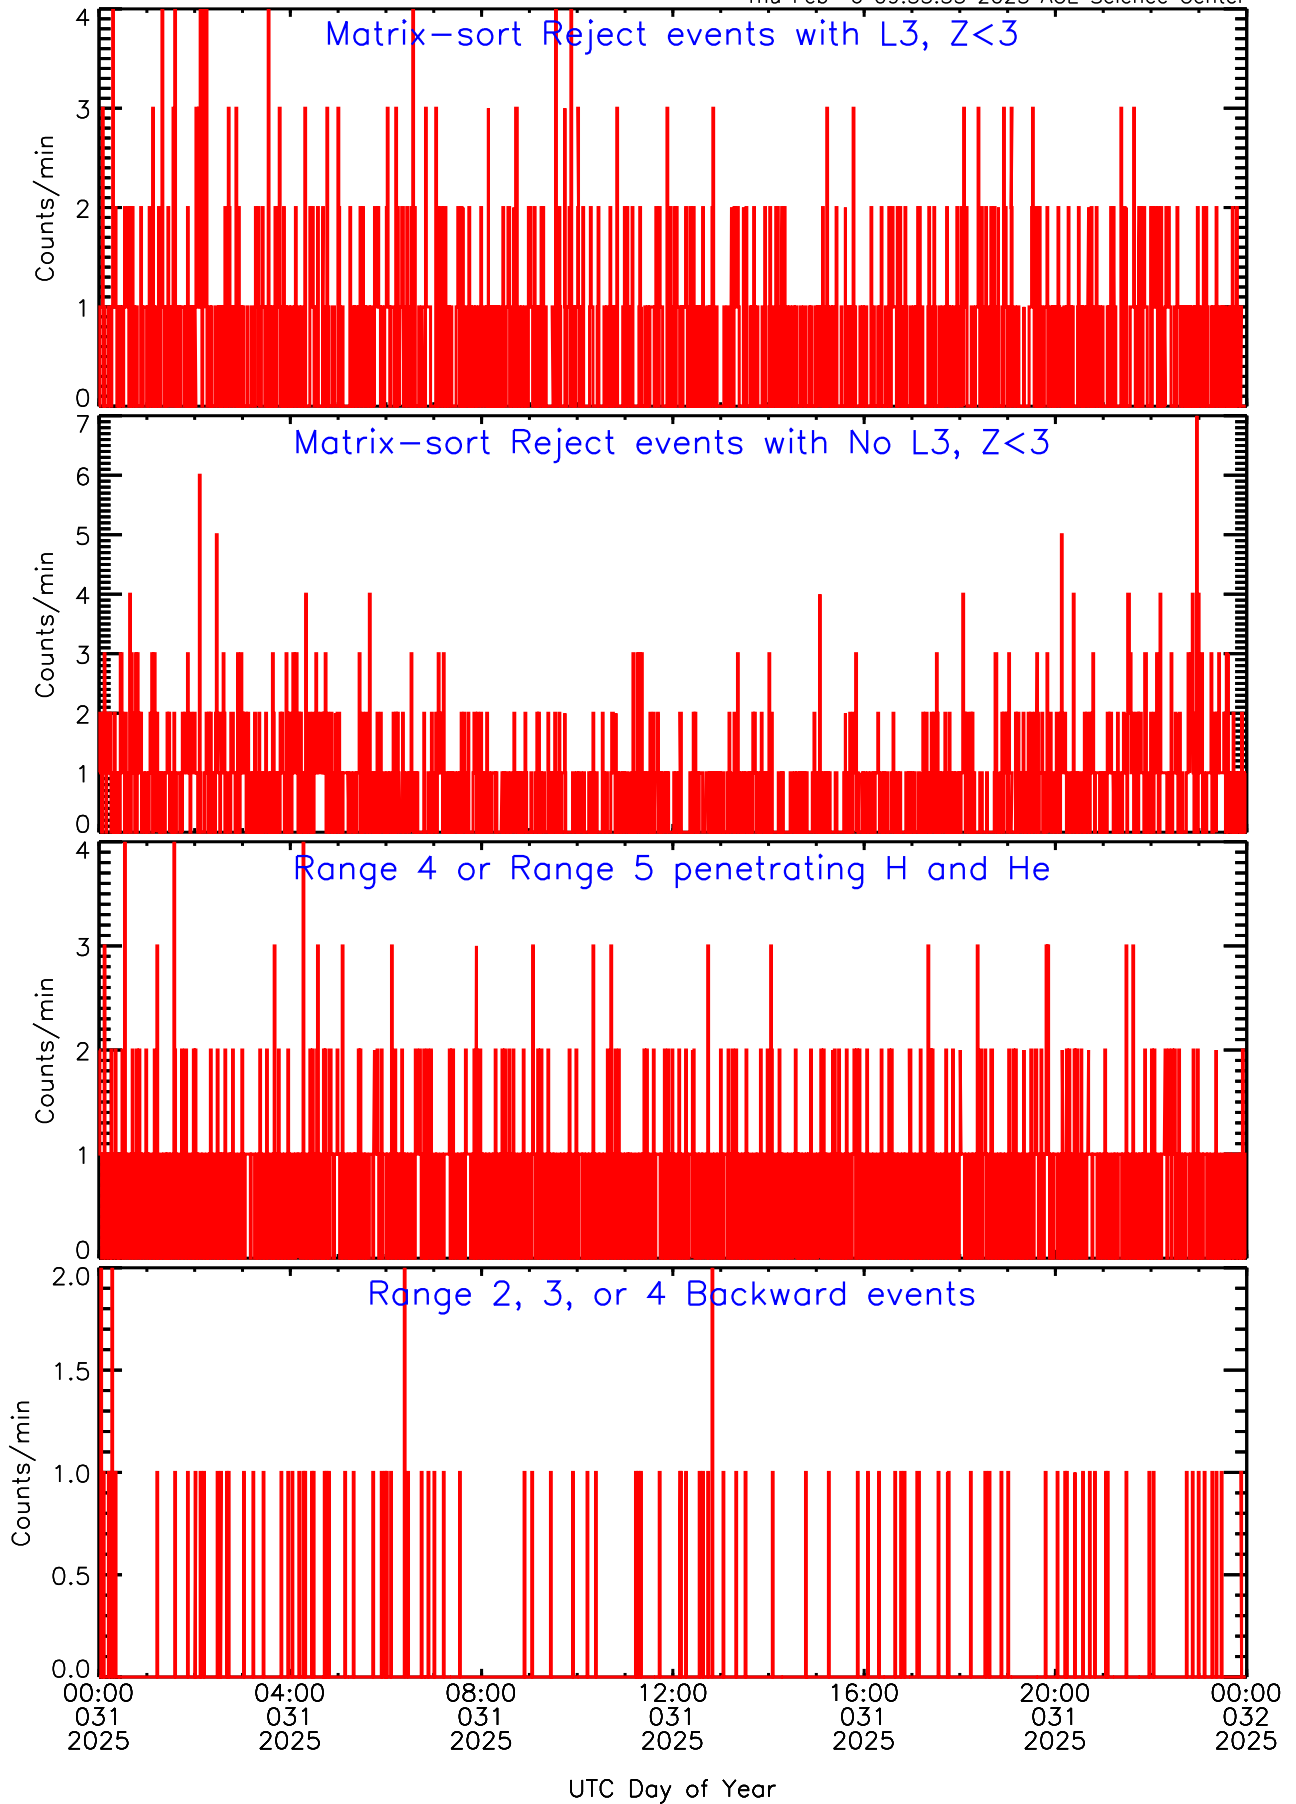 4
Matrix-sort Reject events with L3, Z<3
3
2
1
0
Counts/min
7
Matrix-sort Reject events with No L3, Z<3
6
5
4
3
2
1
0
Counts/min
4
Range 4 or Range 5 penetrating H and He
3
2
1
0
Counts/min
2.0
Range 2, 3, or 4 Backward events
1.5
1.0
0.5
0.0
Counts/min
00:00 04:00 08:00 12:00 16:00 20:00 00:00
031 031 031 031 031 031 032
2025 2025 2025 2025 2025 2025 2025
UTC Day of Year